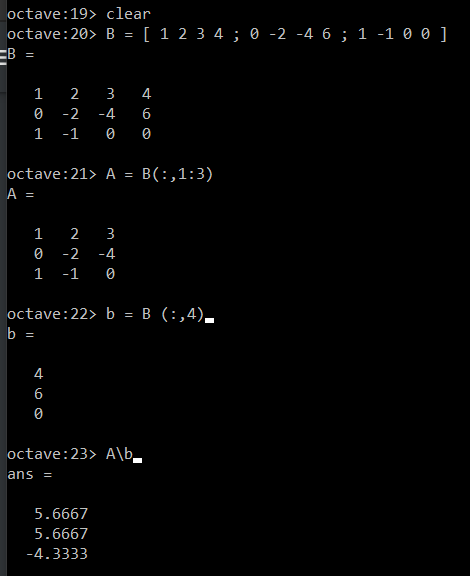 octave:19> clear
octave:20> B = [ 1 2 3 4 ; 0 -2 -4 6 ; 1 -1 0 0 ]
B =
1 2 3 4
0 -2 -4 6
1 -1 0 0
octave:21> A = B(:,1:3)
A =
1 2 3
0 -2 -4
1 -1 0
octave:22> b = B (:,4)
b =
4
6
0
octave:23> A\b
ans =
5.6667
5.6667
-4.3333